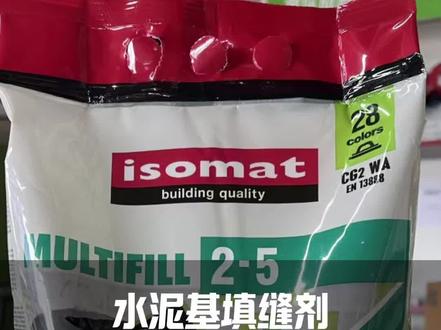 28
colors
CG2 WA
EN 13888
isomat
building quality
MULTIFILL 2-5
水泥基填缝剂